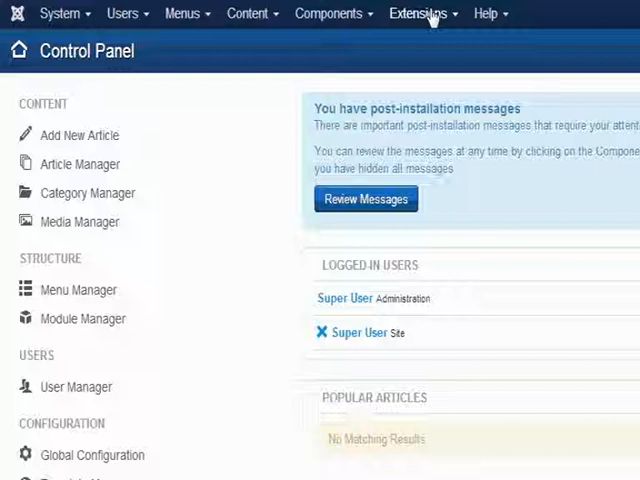 System Users Menus Content Components Extensions Help
Control Panel
CONTENT
Add New Article
Article Manager
Category Manager
Media Manager
STRUCTURE
Menu Manager
Module Manager
USERS
User Manager
CONFIGURATION
Global Configuration
You have post-installation messages
There are important post-installation messages that require your atten
You can review the messages at any time by clicking on the Compone
you have hidden all messages
Review Messages
LOGGED-IN USERS
Super User Administration
Super User Site
POPULAR ARTICLES
No Matching Results